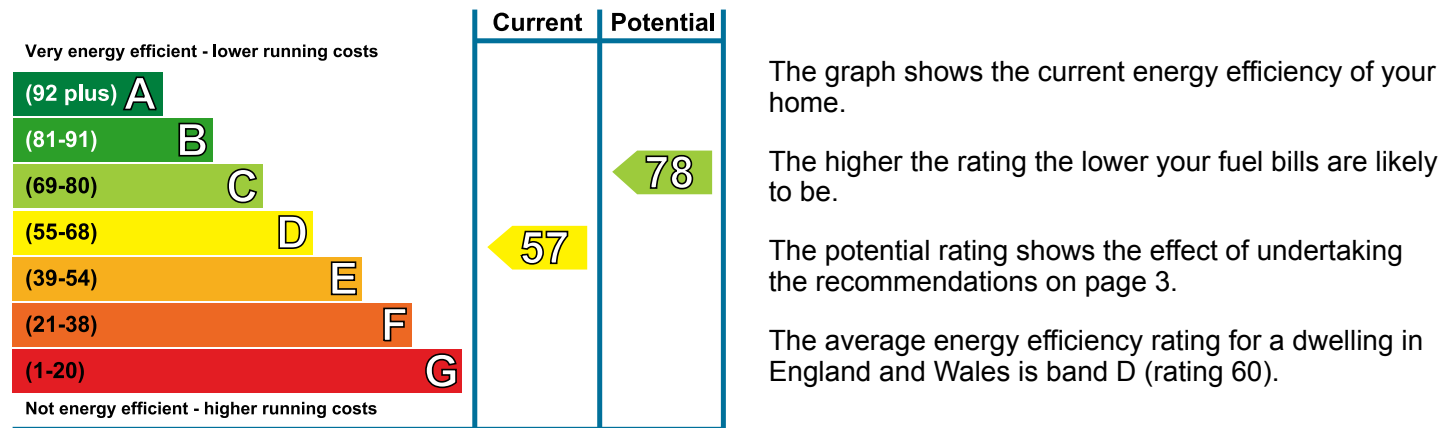 Current Potential
Very energy efficient - lower running costs
(92 plus) A
(81-91) B
(69-80) C
(55-68) D
(39-54) E
(21-38) F
(1-20) G
Not energy efficient - higher running costs
57
78
The graph shows the current energy efficiency of your
home.
The higher the rating the lower your fuel bills are likely
to be.
The potential rating shows the effect of undertaking
the recommendations on page 3.
The average energy efficiency rating for a dwelling in
England and Wales is band D (rating 60).